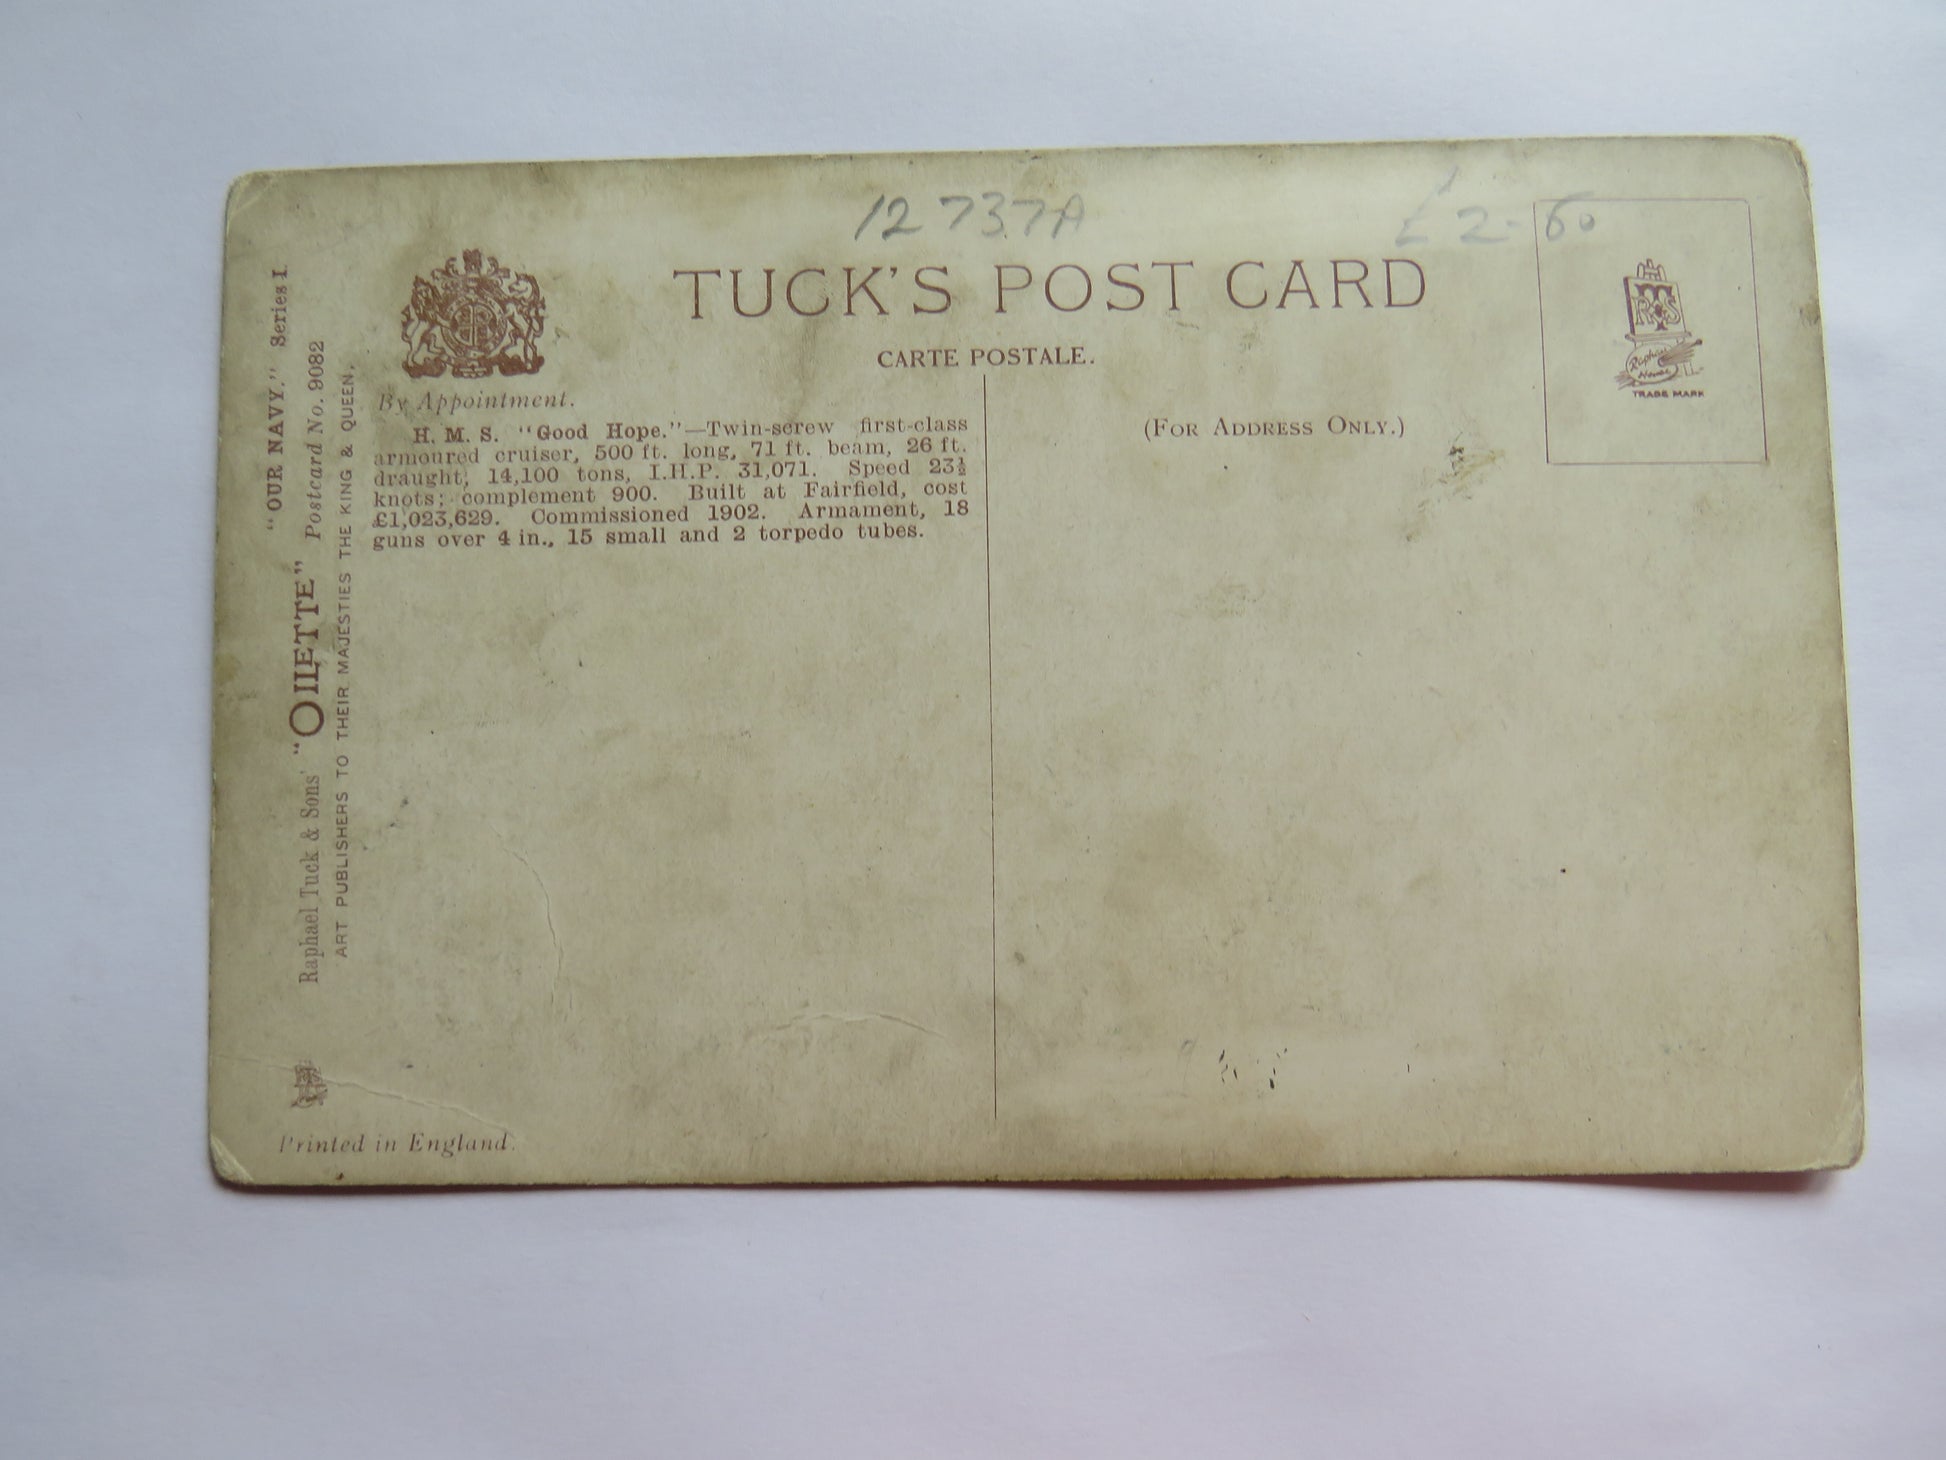 12737A
£2-60
TUCK'S POST CARD
CARTE POSTALE.
By Appointment.
(FOR ADDRESS ONLY.)
H. M. S. "Good Hope."—Twin-screw first-class
armoured cruiser, 500 ft. long, 71 ft. beam, 26 ft.
draught, 14,100 tons, I.H.P. 31,071. Speed 23½
knots; complement 900. Built at Fairfield, cost
£1,023,629. Commissioned 1902. Armament, 18
guns over 4 in., 15 small and 2 torpedo tubes.
"OUR NAVY." Series I.
Raphael Tuck & Sons' "OILETTE" Postcard No. 9082
ART PUBLISHERS TO THEIR MAJESTIES THE KING & QUEEN.
Printed in England.
RTS
Raphael
House
TRADE MARK